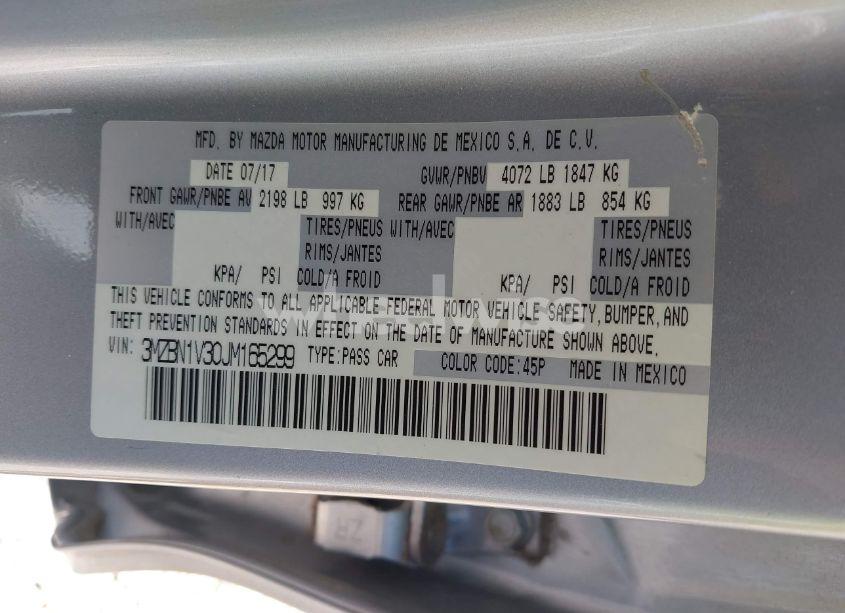 MFD. BY MAZDA MOTOR MANUFACTURING DE MEXICO S.A. DE C.V.
DATE 07/17 GVWR/PNBV 4072 LB 1847 KG
FRONT GAWR/PNBE AV 2198 LB 997 KG REAR GAWR/PNBE AR 1883 LB 854 KG
WITH/AVEC TIRES/PNEUS WITH/AVEC TIRES/PNEUS
RIMS/JANTES RIMS/JANTES
KPA/ PSI COLD/A FROID KPA/ PSI COLD/A FROID
THIS VEHICLE CONFORMS TO ALL APPLICABLE FEDERAL MOTOR VEHICLE SAFETY, BUMPER, AND
THEFT PREVENTION STANDARDS IN EFFECT ON THE DATE OF MANUFACTURE SHOWN ABOVE.
VIN: 3MZBN1V30JM165299 TYPE:PASS CAR COLOR CODE:45P MADE IN MEXICO
ZR